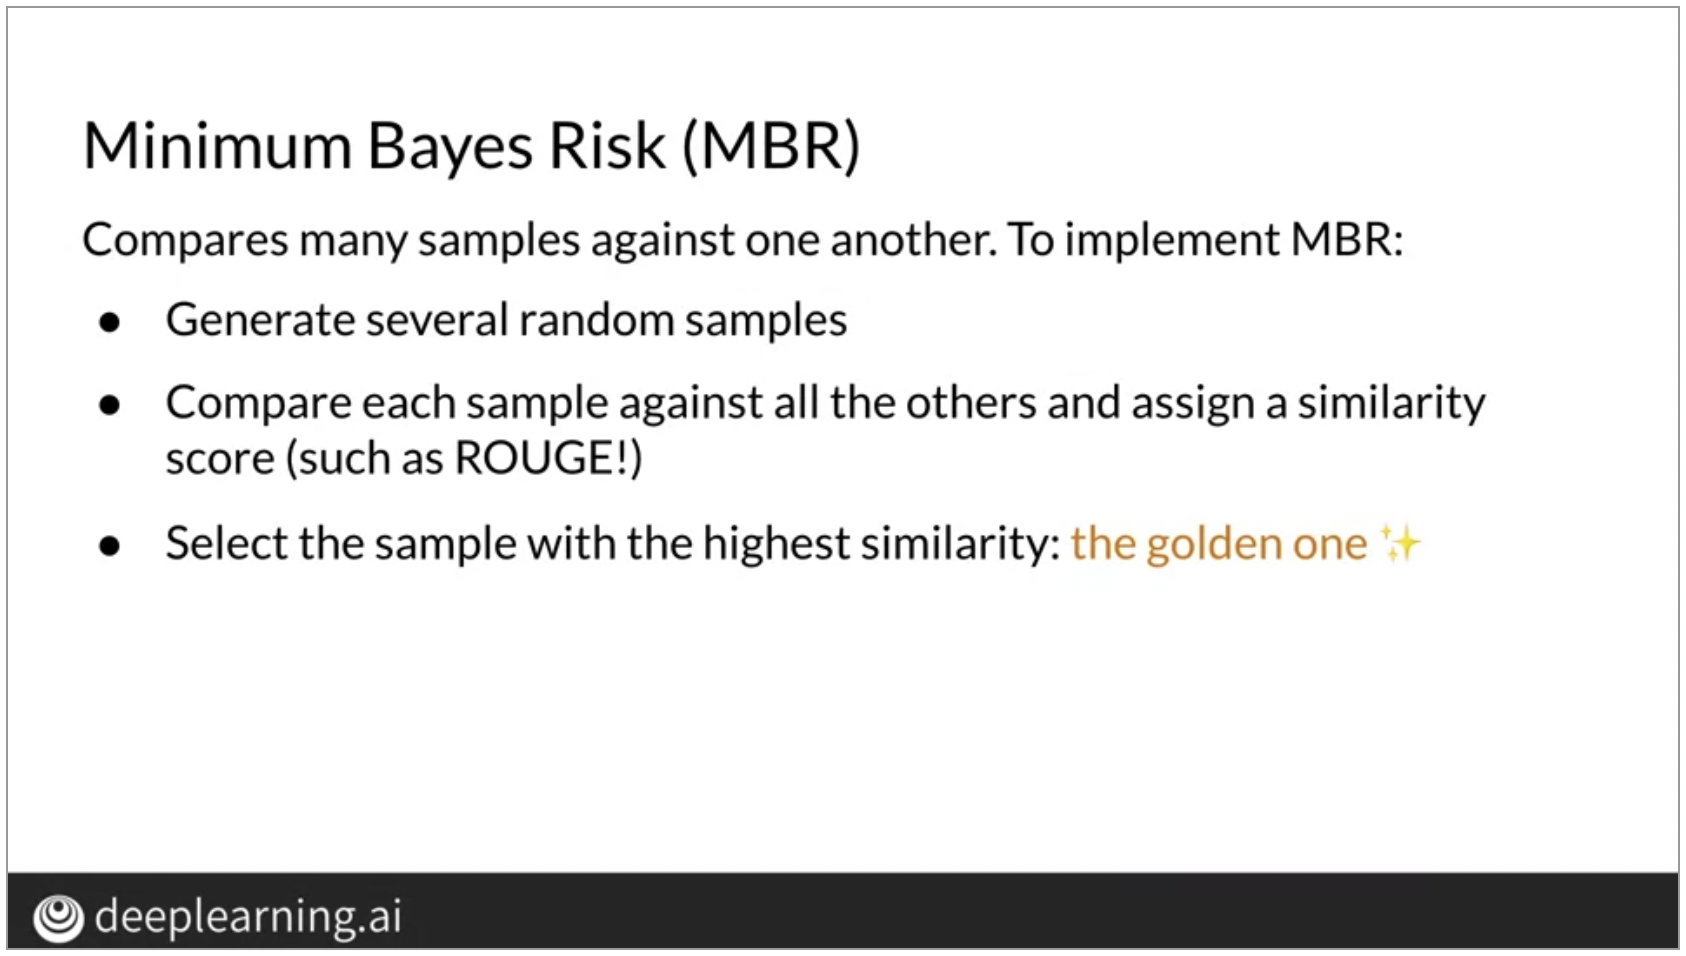 Minimum Bayes Risk (MBR)
Compares many samples against one another. To implement MBR:
● Generate several random samples
● Compare each sample against all the others and assign a similarity
score (such as ROUGE!)
● Select the sample with the highest similarity: the golden one ✨
deeplearning.ai